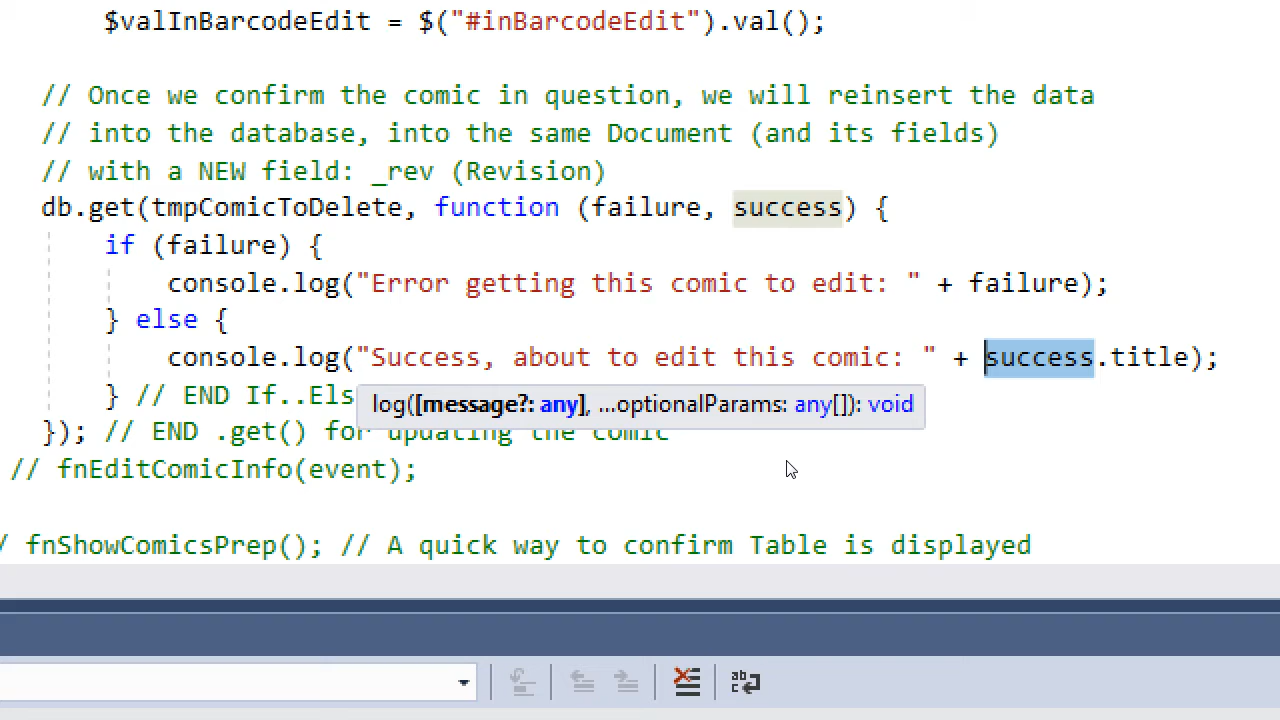 $valInBarcodeEdit = $("#inBarcodeEdit").val();
// Once we confirm the comic in question, we will reinsert the data
// into the database, into the same Document (and its fields)
// with a NEW field: _rev (Revision)
db.get(tmpComicToDelete, function (failure, success) {
if (failure) {
console.log("Error getting this comic to edit: " + failure);
} else {
console.log("Success, about to edit this comic: " + success.title);
} // END If..Els
log([message?: any], ...optionalParams: any[]): void
}); // END .get() for updating the comic
// fnEditComicInfo(event);
/ fnShowComicsPrep(); // A quick way to confirm Table is displayed